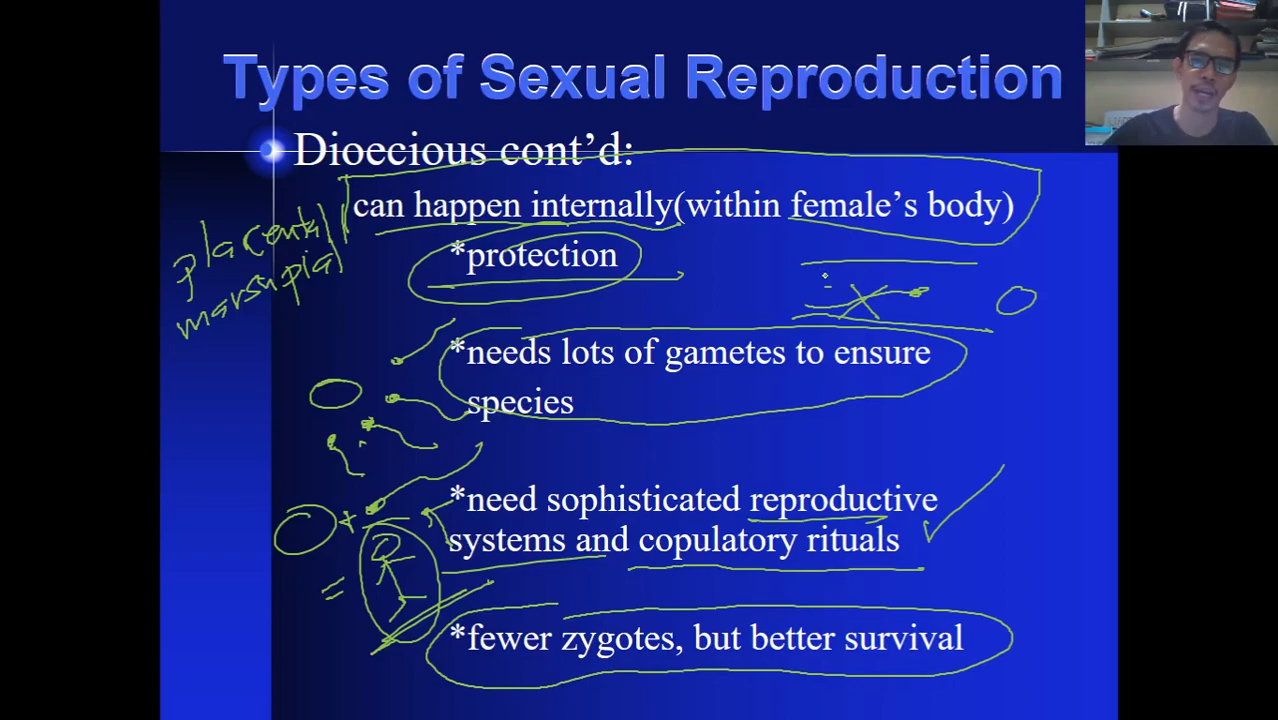 Types of Sexual Reproduction
Dioecious cont’d:
can happen internally(within female’s body)
*protection
placental
marsupial
*needs lots of gametes to ensure
species
*need sophisticated reproductive
systems and copulatory rituals
*fewer zygotes, but better survival